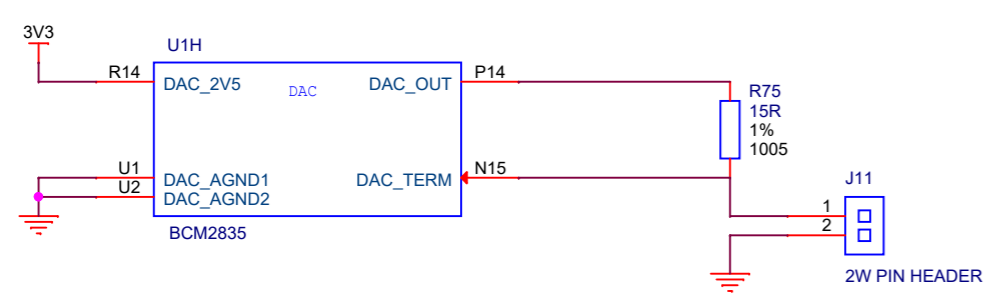 3V3
U1H
R14
DAC_2V5
DAC
DAC_OUT
P14
R75
15R
1%
1005
U1
DAC_AGND1
U2
DAC_AGND2
DAC_TERM
N15
BCM2835
J11
1
2
2W PIN HEADER